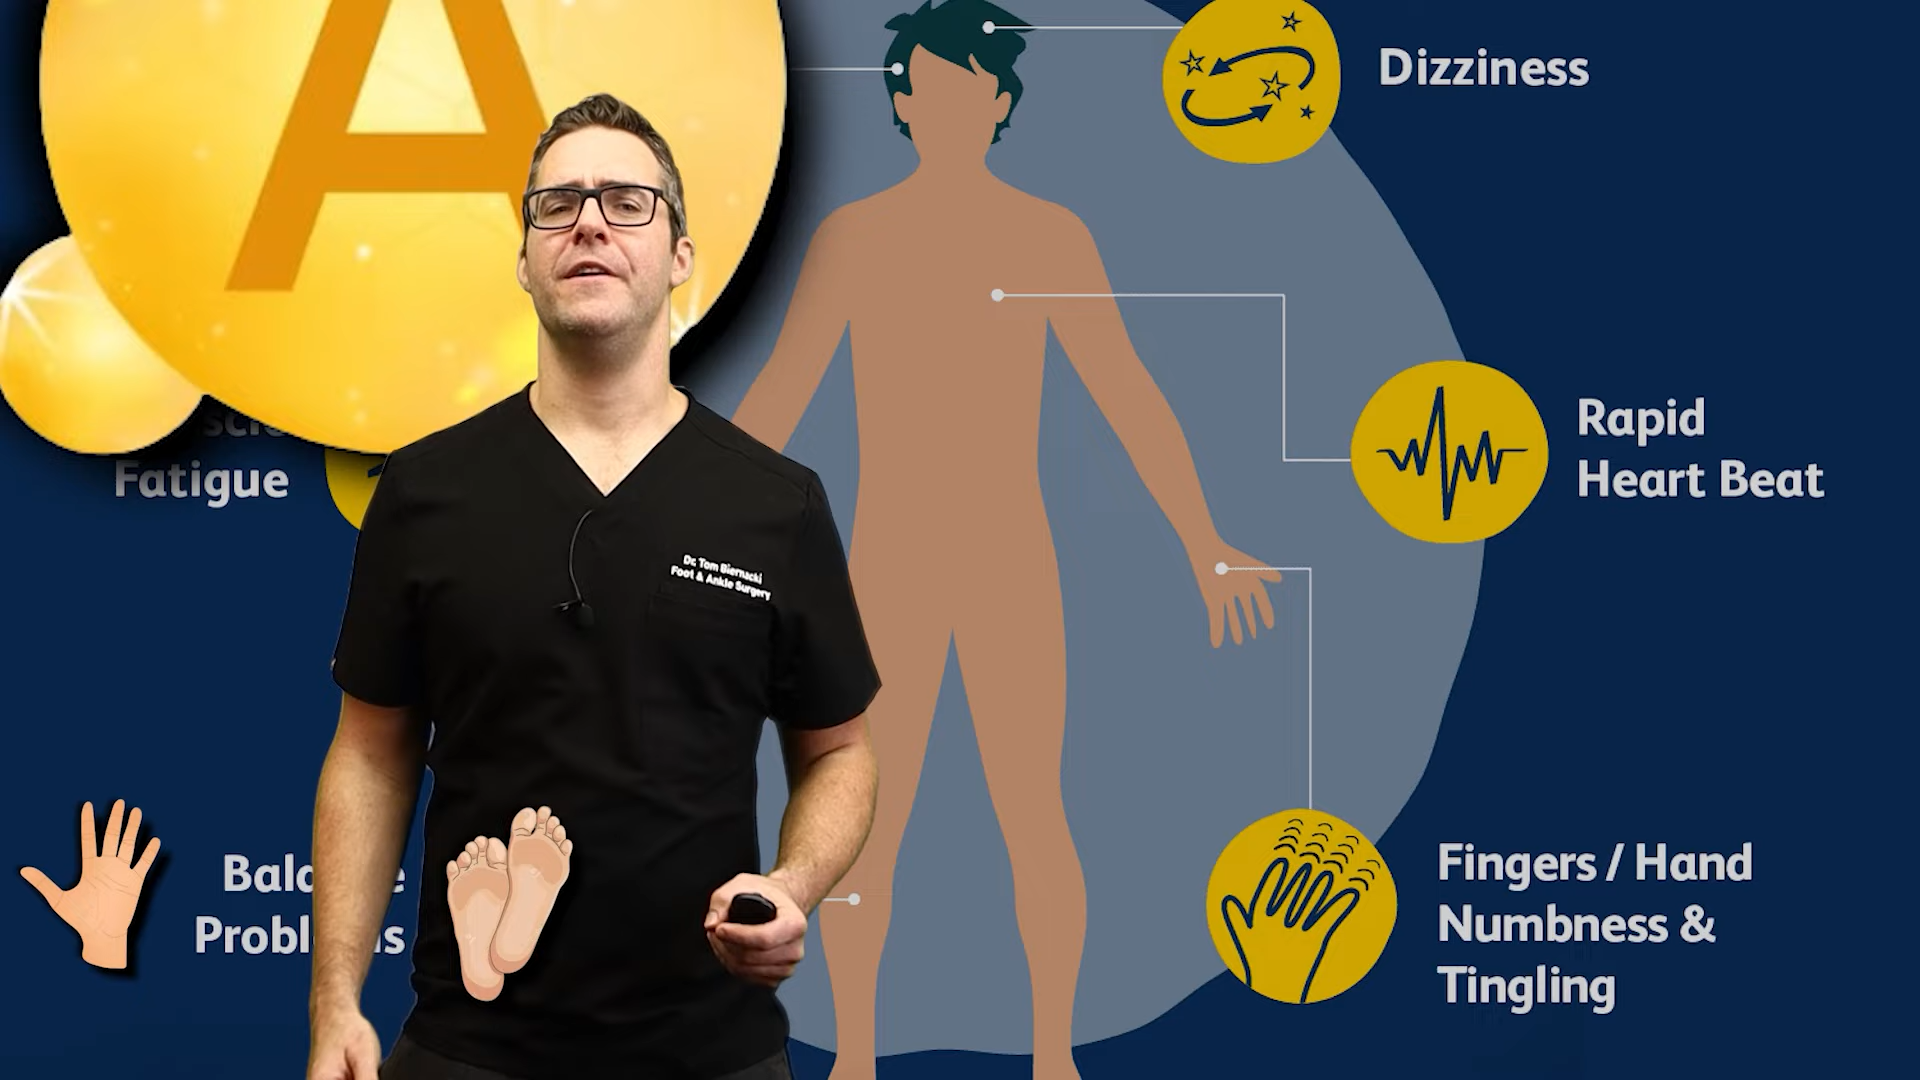 A
Dizziness
Rapid
Heart Beat
Fatigue
Dr. Tom Biernacki
Foot & Ankle Surgery
Fingers / Hand
Numbness &
Tingling